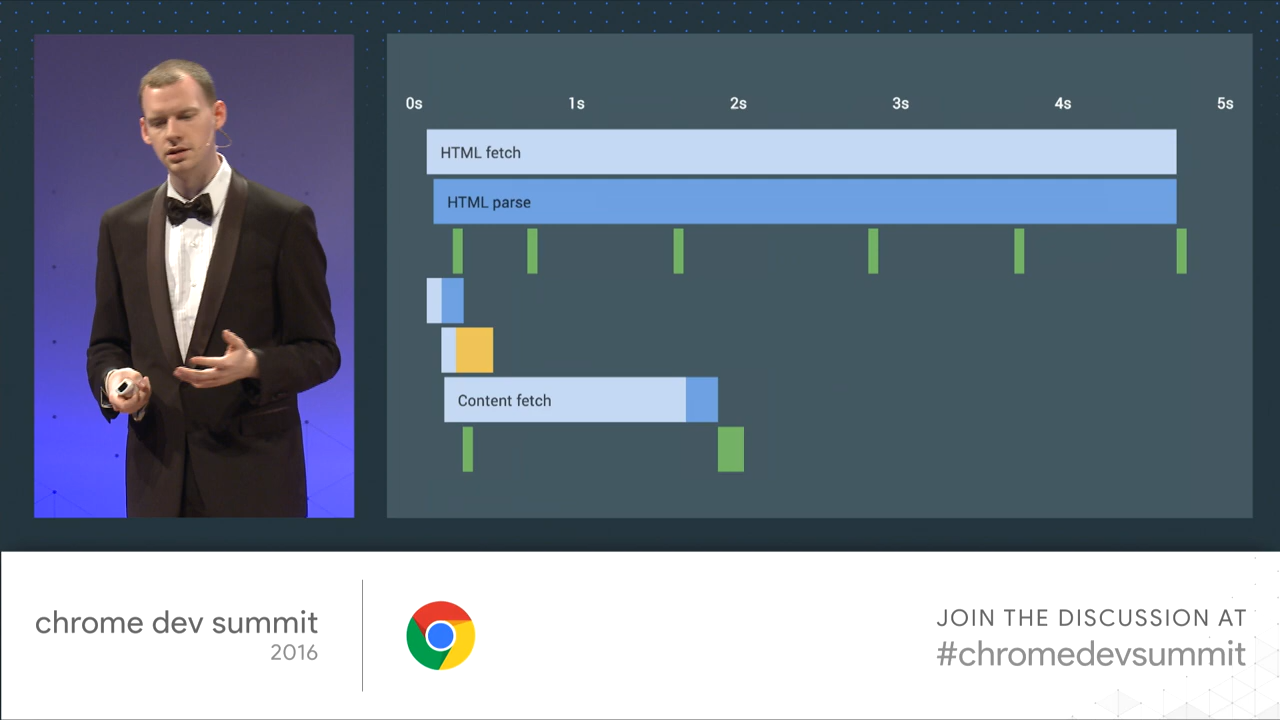 0s 1s 2s 3s 4s 5s
HTML fetch
HTML parse
Content fetch
chrome dev summit
2016
JOIN THE DISCUSSION AT
#chromedevsummit